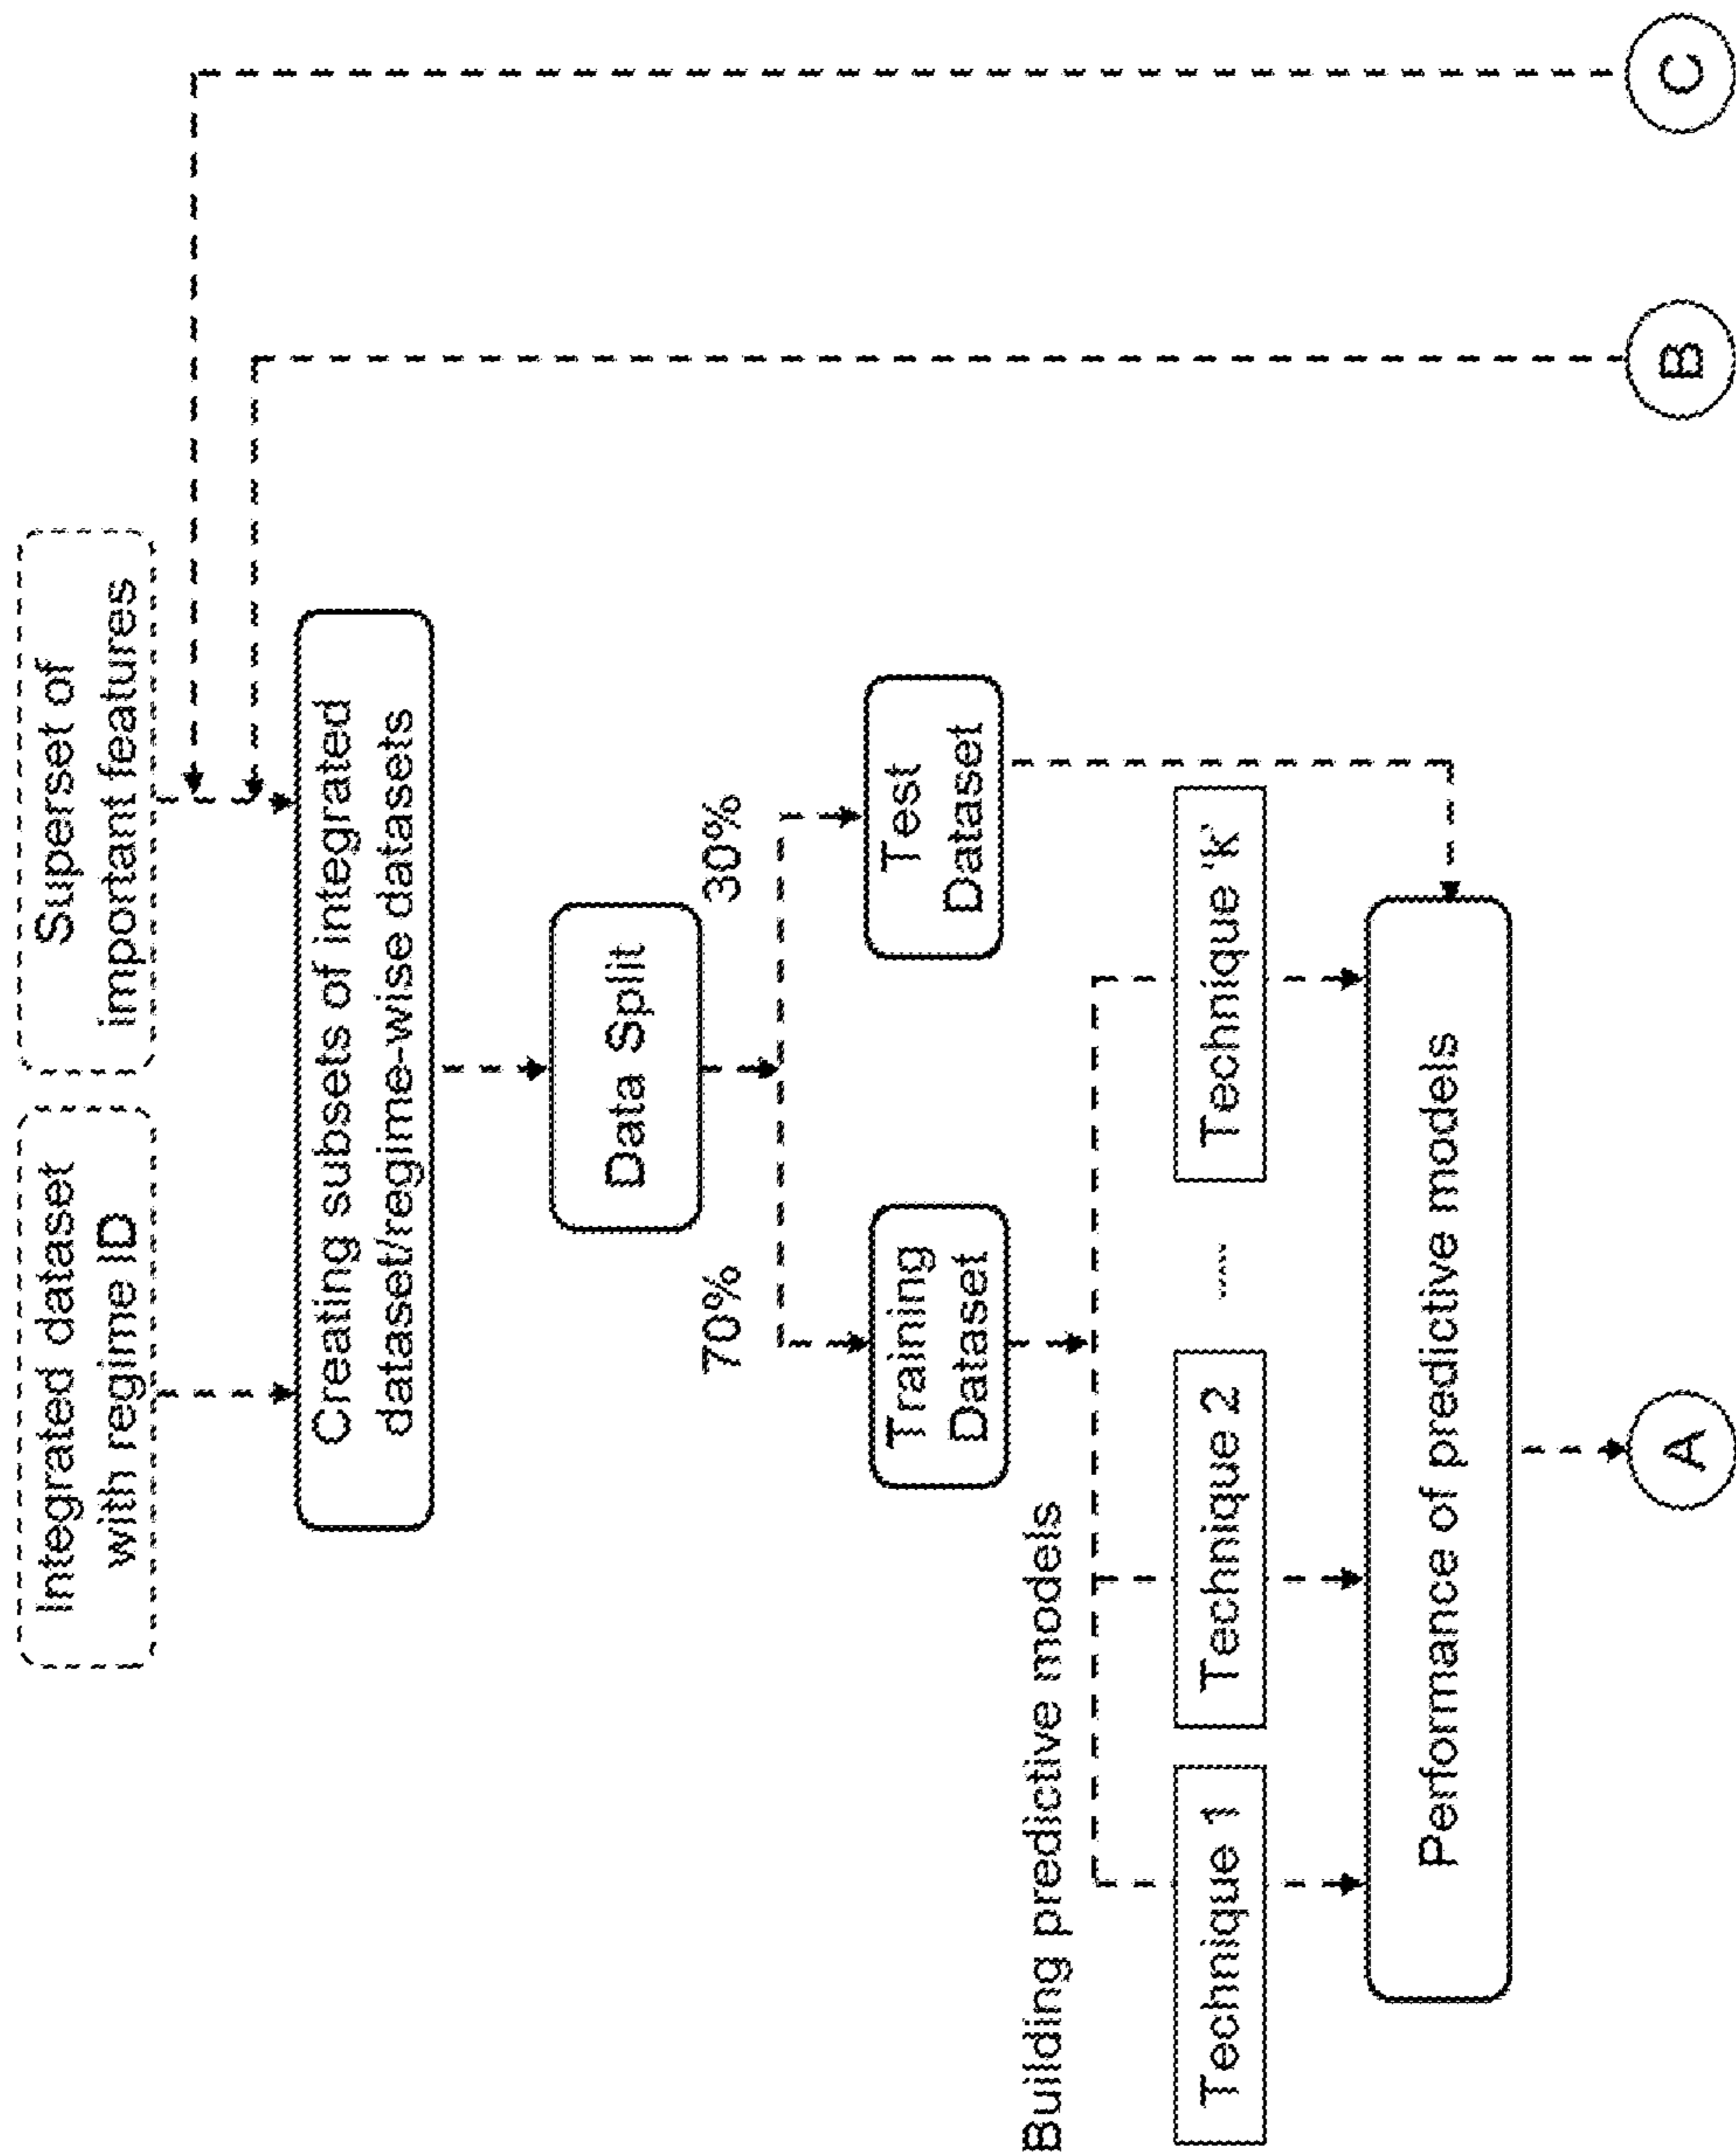 Integrated dataset
with regime ID
Superset of
important features
Creating subsets of integrated
dataset/regime-wise datasets
Data Split
70%
30%
Training
Dataset
Test
Dataset
Building predictive models
Technique 1
Technique 2
.....
Technique 'k'
Performance of predictive models
A
B
C